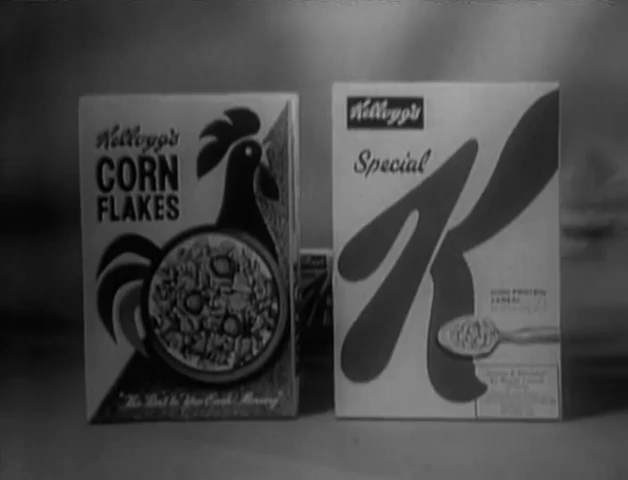 Kellogg's
CORN
FLAKES
"The Best to You Each Morning"
Kellogg's
Special
K
HIGH PROTEIN
CEREAL